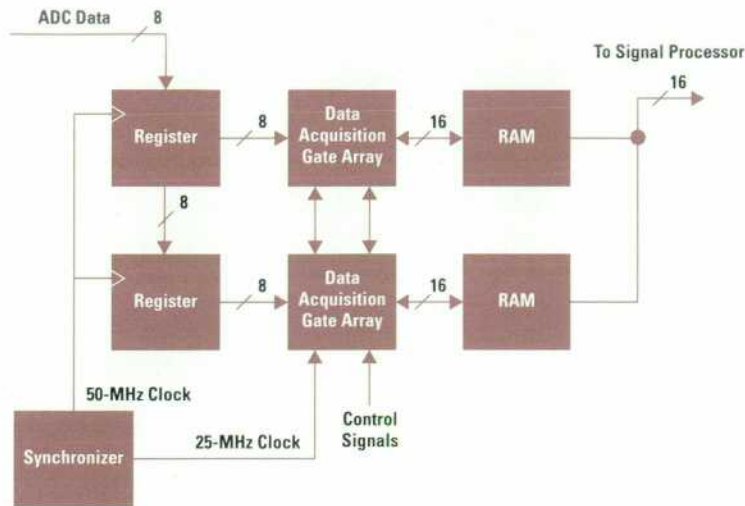 ADC Data
8
To Signal Processor
16
Register
8
Data
Acquisition
Gate Array
16
RAM
8
Register
8
Data
Acquisition
Gate Array
16
RAM
50-MHz Clock
Control
Signals
25-MHz Clock
Synchronizer